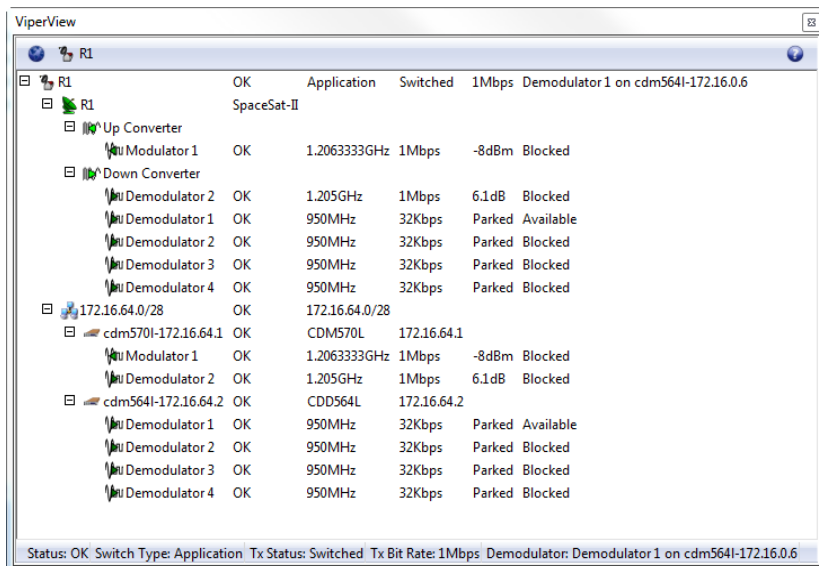 ViperView
R1
R1 OK Application Switched 1Mbps Demodulator 1 on cdm564l-172.16.0.6
R1 SpaceSat-II
Up Converter
Modulator 1 OK 1.2063333GHz 1Mbps -8dBm Blocked
Down Converter
Demodulator 2 OK 1.205GHz 1Mbps 6.1dB Blocked
Demodulator 1 OK 950MHz 32Kbps Parked Available
Demodulator 2 OK 950MHz 32Kbps Parked Blocked
Demodulator 3 OK 950MHz 32Kbps Parked Blocked
Demodulator 4 OK 950MHz 32Kbps Parked Blocked
172.16.64.0/28 OK 172.16.64.0/28
cdm570l-172.16.64.1 OK CDM570L 172.16.64.1
Modulator 1 OK 1.2063333GHz 1Mbps -8dBm Blocked
Demodulator 2 OK 1.205GHz 1Mbps 6.1dB Blocked
cdm564l-172.16.64.2 OK CDD564L 172.16.64.2
Demodulator 1 OK 950MHz 32Kbps Parked Available
Demodulator 2 OK 950MHz 32Kbps Parked Blocked
Demodulator 3 OK 950MHz 32Kbps Parked Blocked
Demodulator 4 OK 950MHz 32Kbps Parked Blocked
Status: OK Switch Type: Application Tx Status: Switched Tx Bit Rate: 1Mbps Demodulator: Demodulator 1 on cdm564l-172.16.0.6